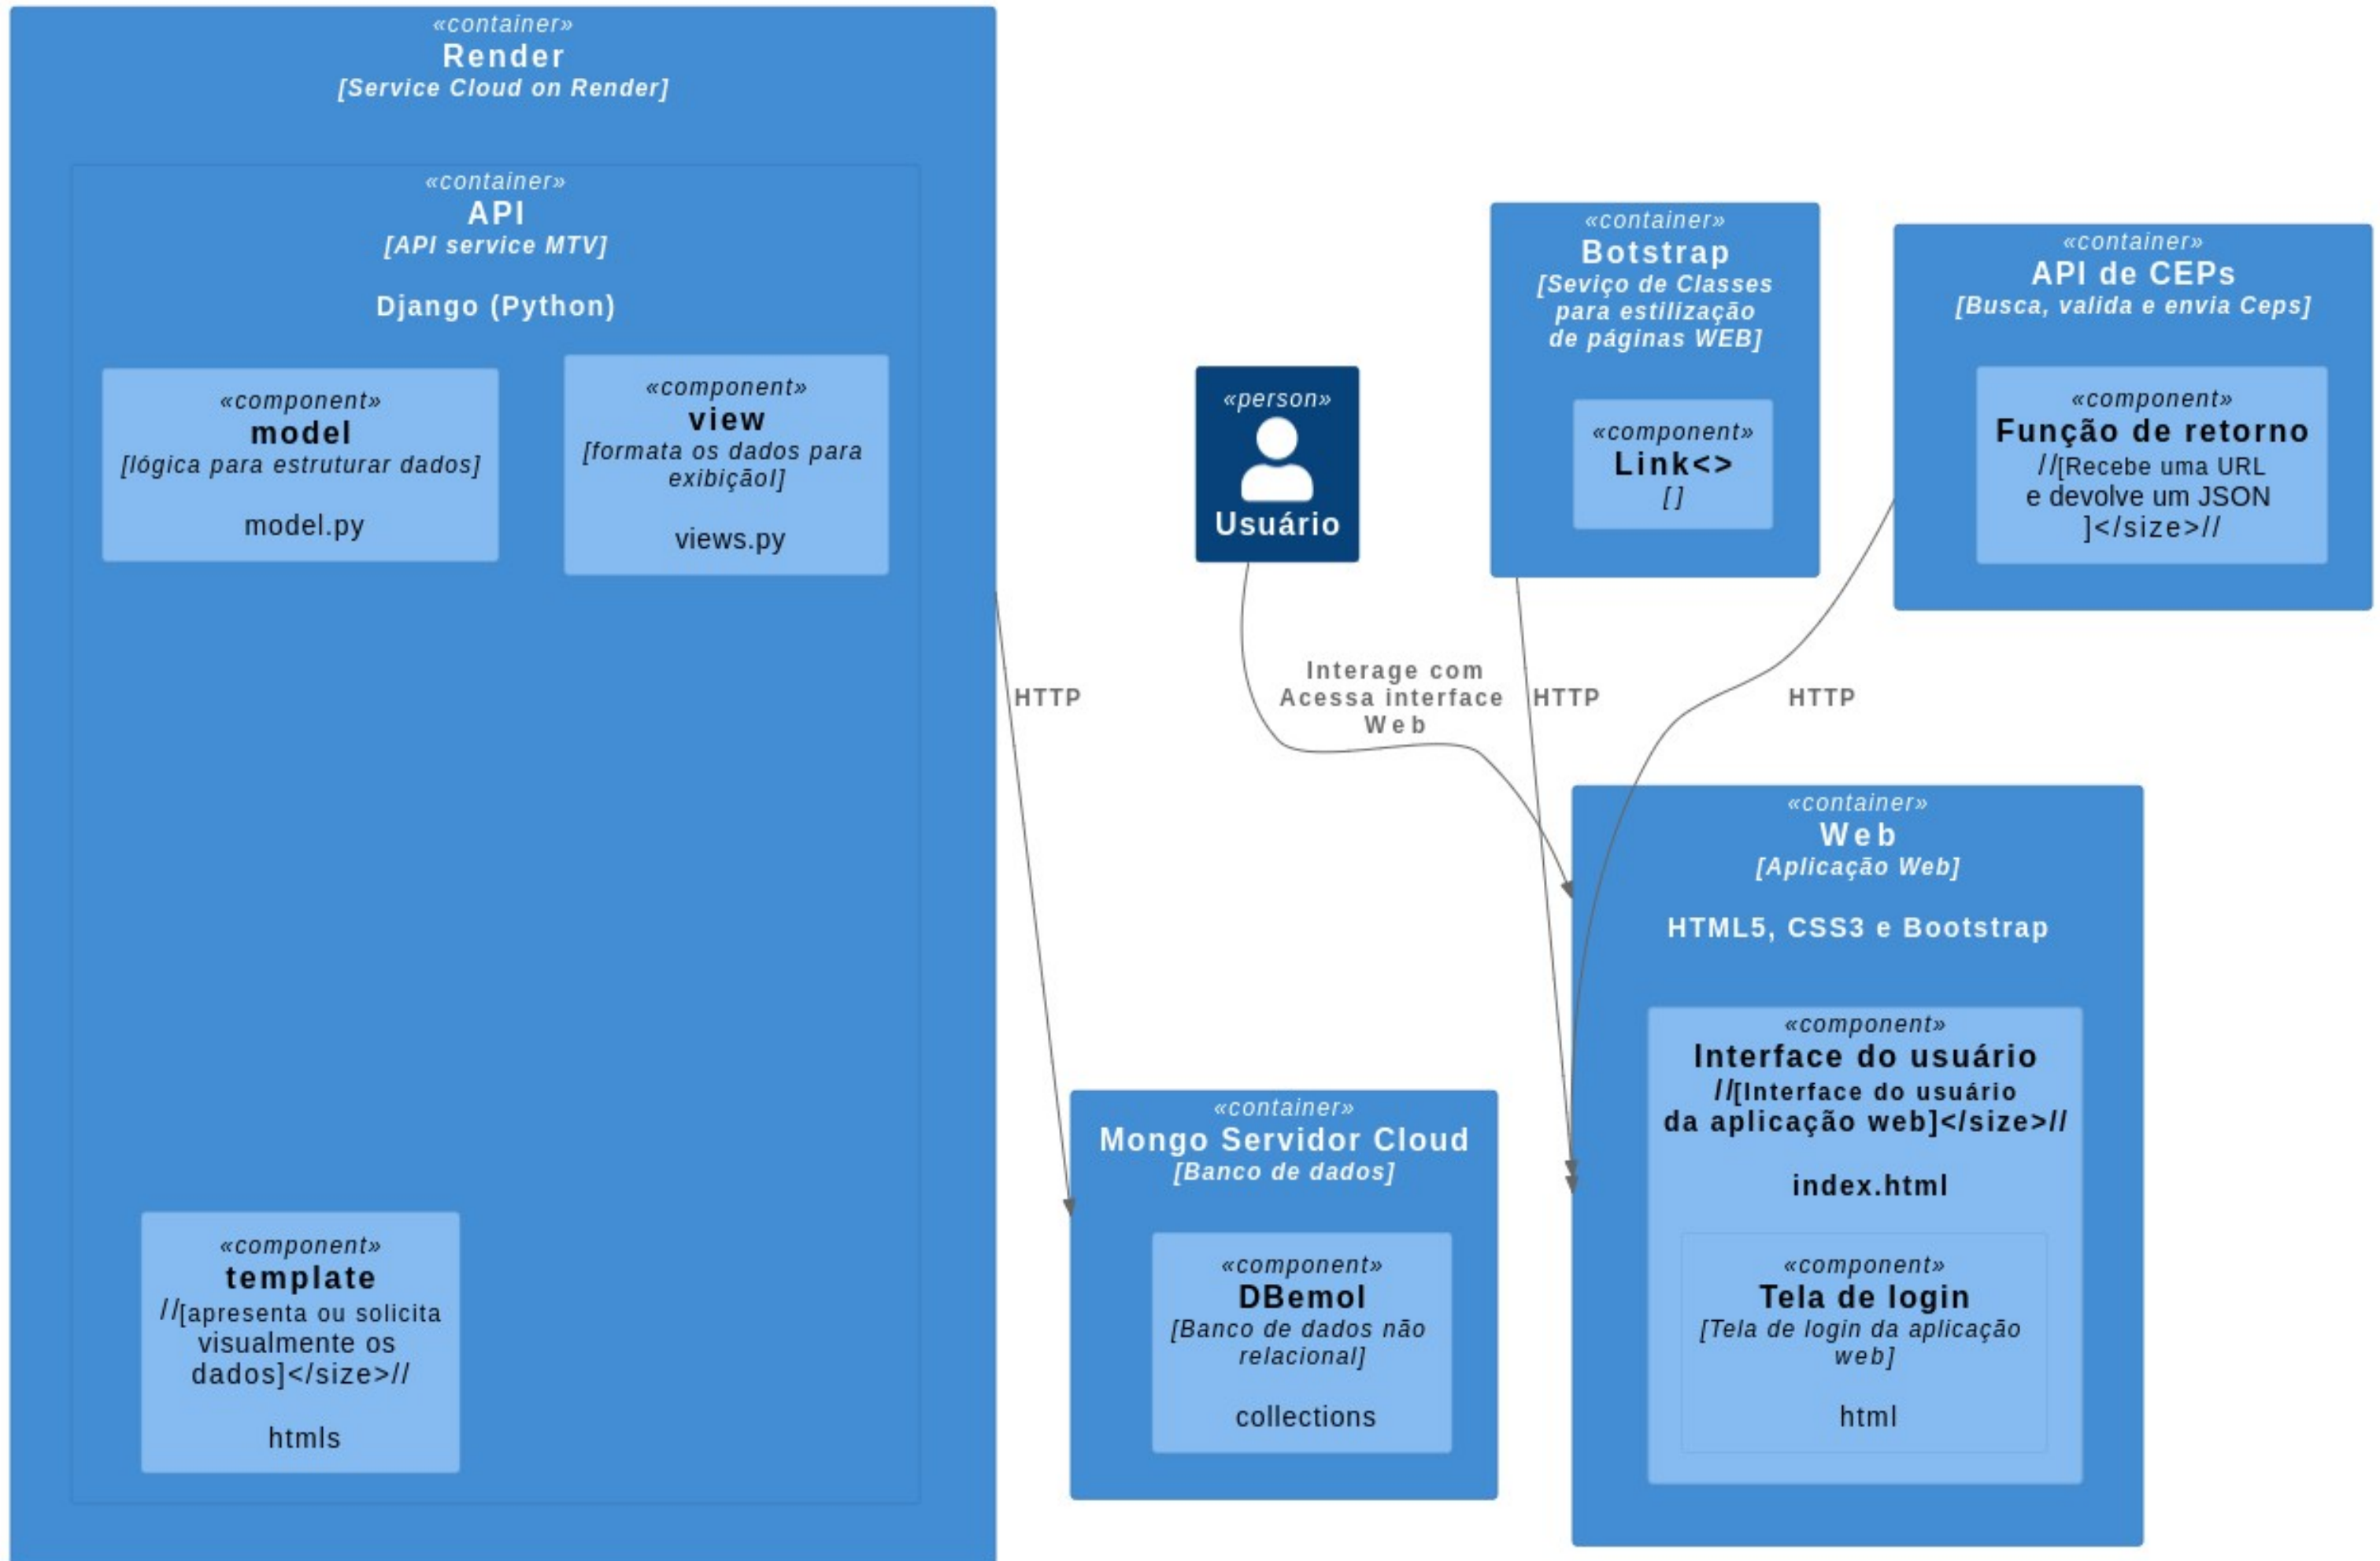 «container»
Render
[Service Cloud on Render]
«container»
API
[API service MTV]
Django (Python)
«component»
model
[lógica para estruturar dados]
model.py
«component»
view
[formata os dados para
exibiçãol]
views.py
«component»
template
//[apresenta ou solicita
visualmente os
dados]</size>//
htmls
«person»
Usuário
«container»
Botstrap
[Seviço de Classes
para estilização
de páginas WEB]
«component»
Link<>
[]
«container»
API de CEPs
[Busca, valida e envia Ceps]
«component»
Função de retorno
//[Recebe uma URL
e devolve um JSON
]</size>//
HTTP
Interage com
Acessa interface
Web
HTTP
HTTP
«container»
Mongo Servidor Cloud
[Banco de dados]
«component»
DBemol
[Banco de dados não
relacional]
collections
«container»
Web
[Aplicação Web]
HTML5, CSS3 e Bootstrap
«component»
Interface do usuário
//[Interface do usuário
da aplicação web]</size>//
index.html
«component»
Tela de login
[Tela de login da aplicação
web]
html